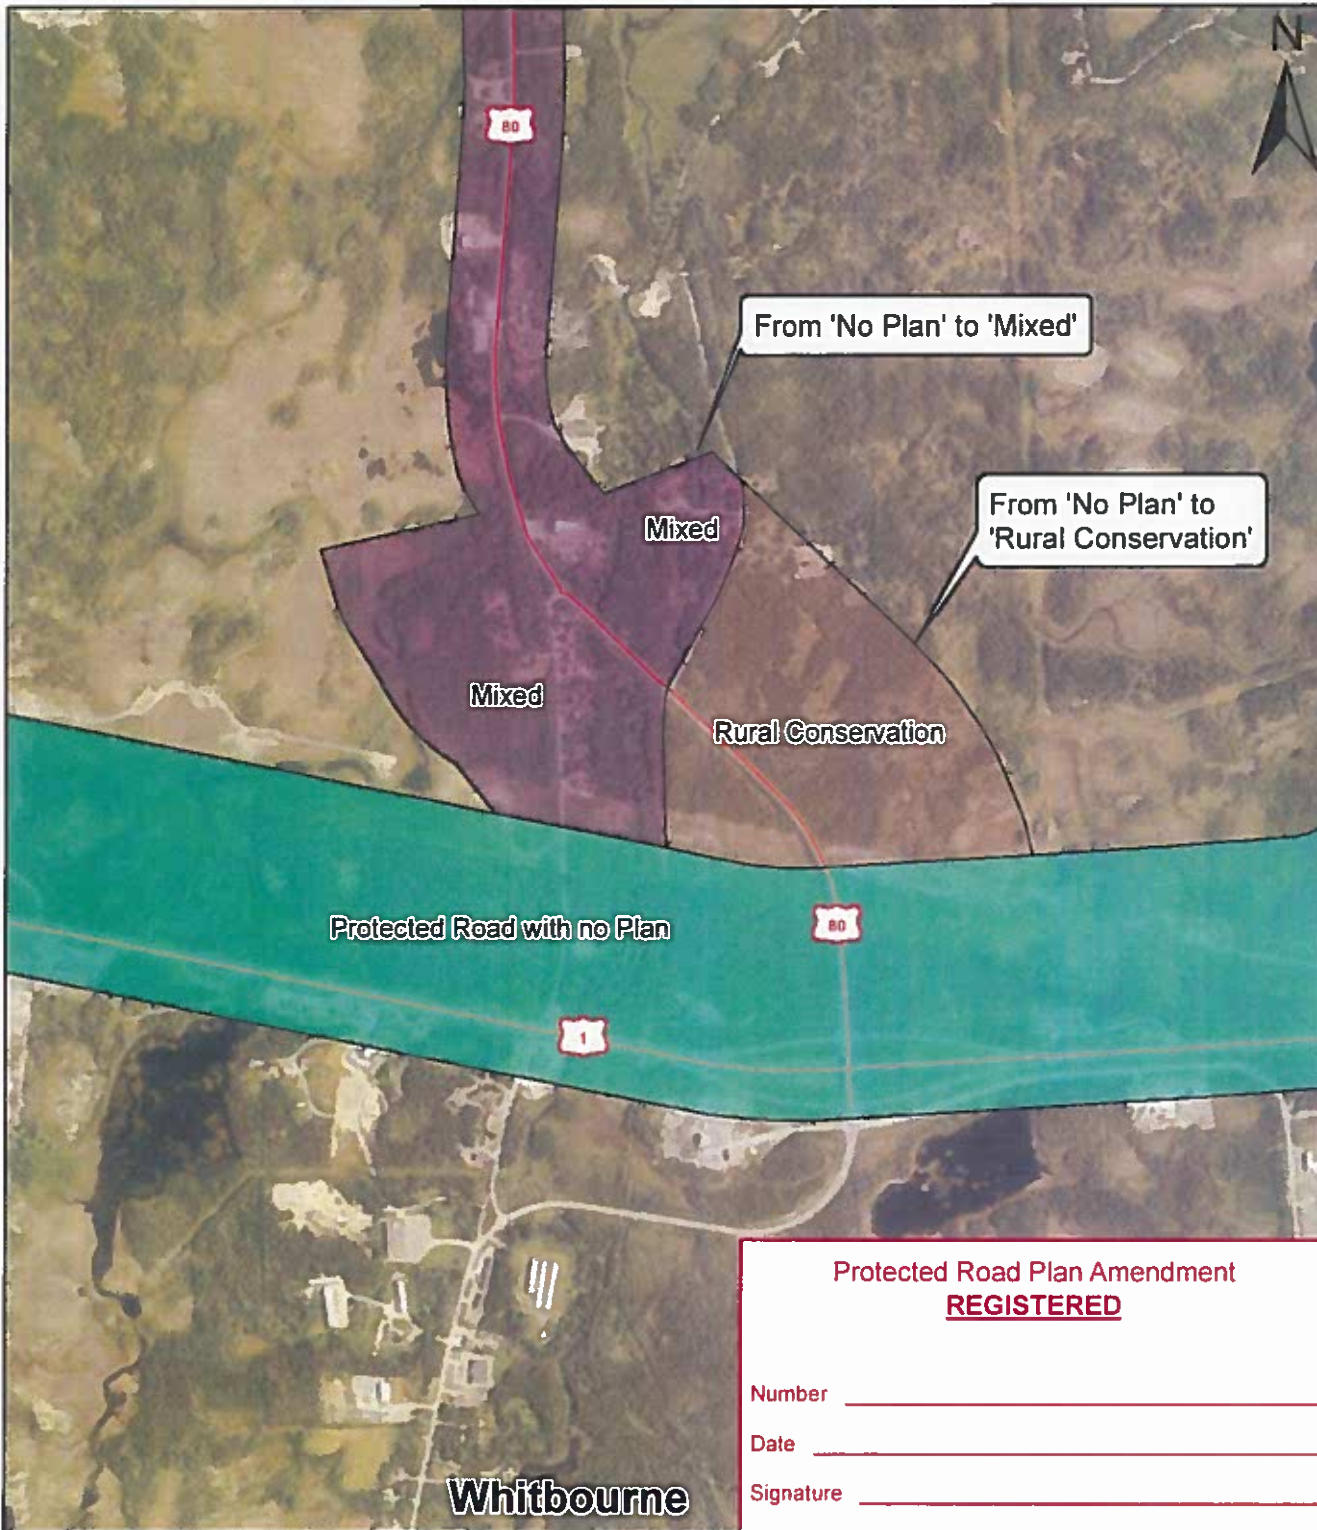 N
80
From 'No Plan' to 'Mixed'
From 'No Plan' to
'Rural Conservation'
Mixed
Mixed
Rural Conservation
Protected Road with no Plan
80
1
Protected Road Plan Amendment
REGISTERED
Number
Date
Signature
Whitbourne